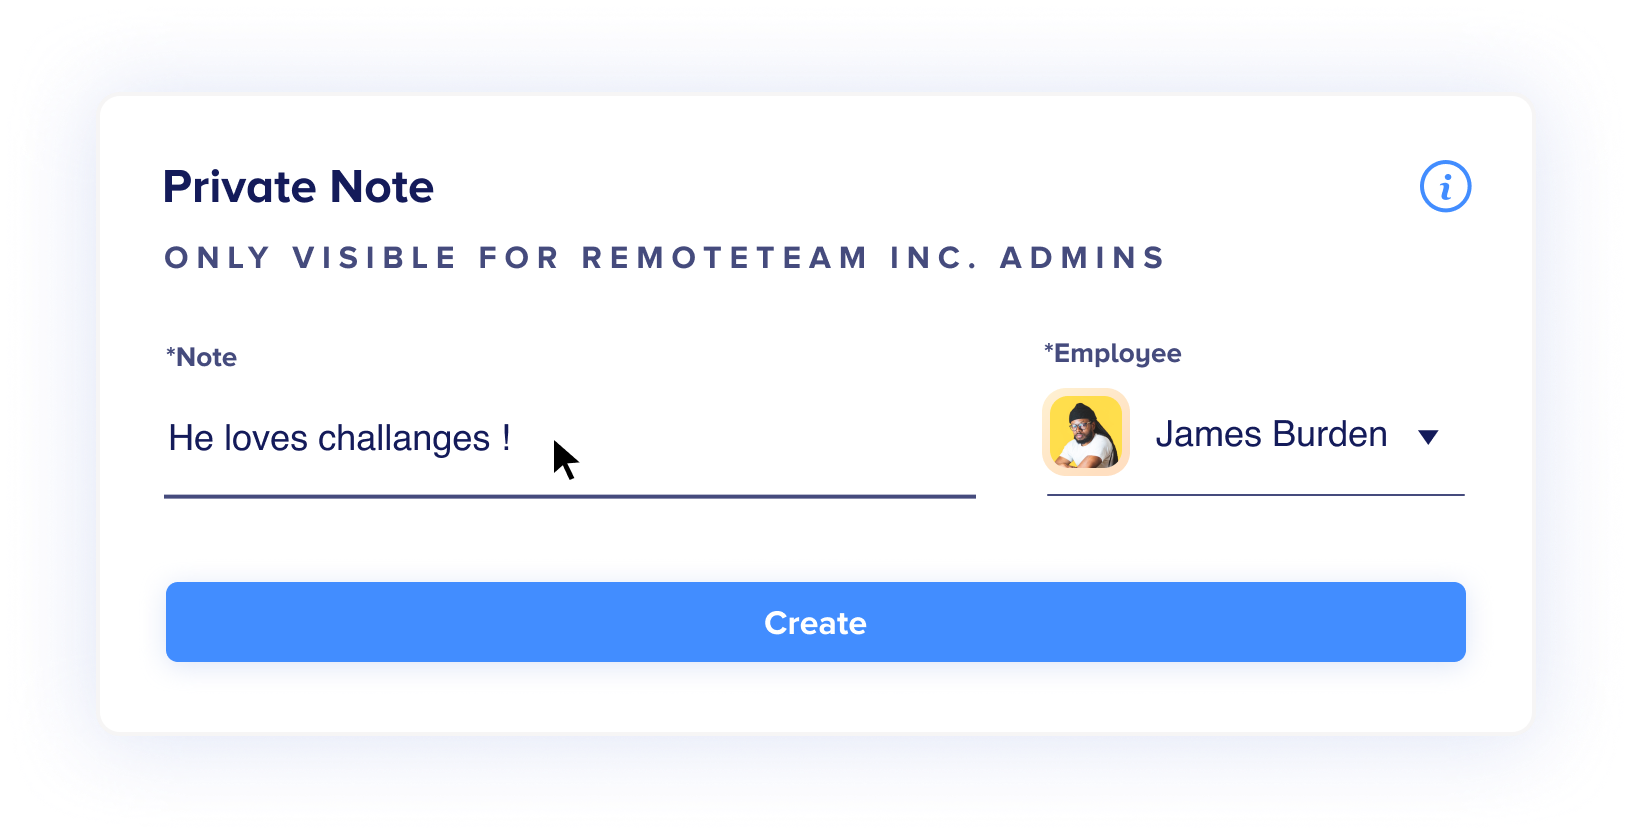 Private Note
ONLY VISIBLE FOR REMOTETEAM INC. ADMINS
*Note
*Employee
He loves challanges !
James Burden
Create